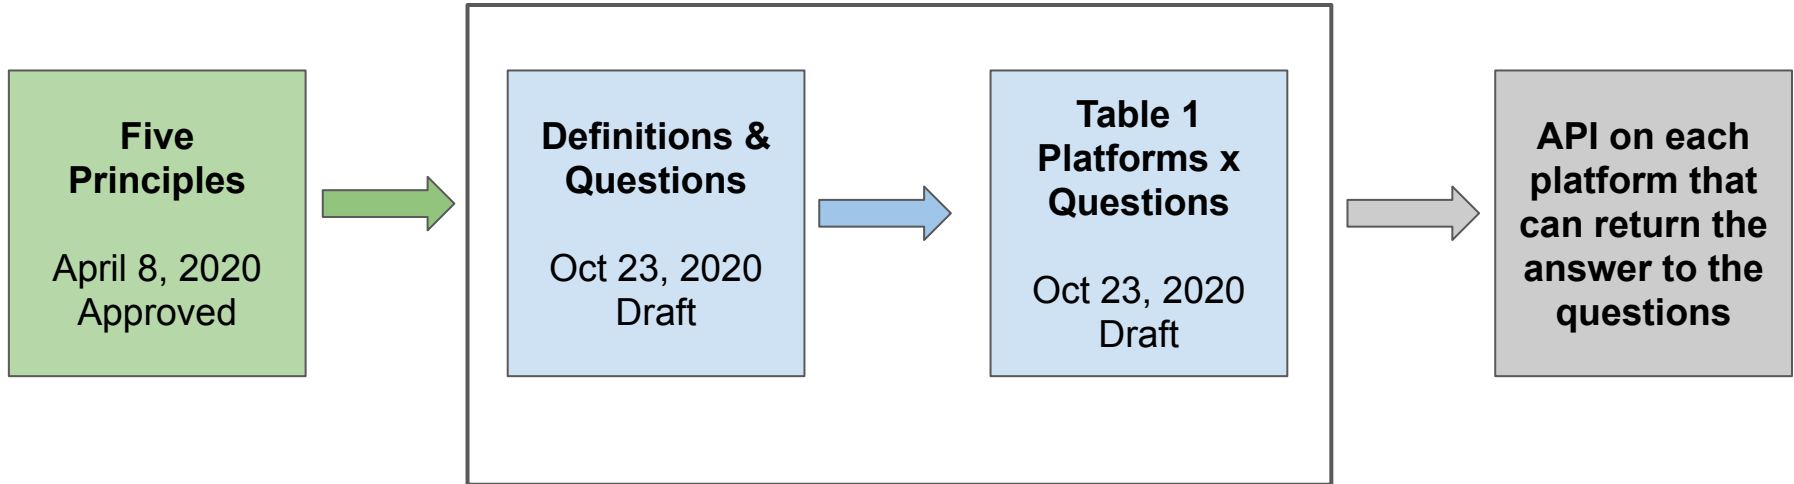 Five
Principles
April 8, 2020
Approved
Definitions &
Questions
Oct 23, 2020
Draft
Table 1
Platforms x
Questions
Oct 23, 2020
Draft
API on each
platform that
can return the
answer to the
questions